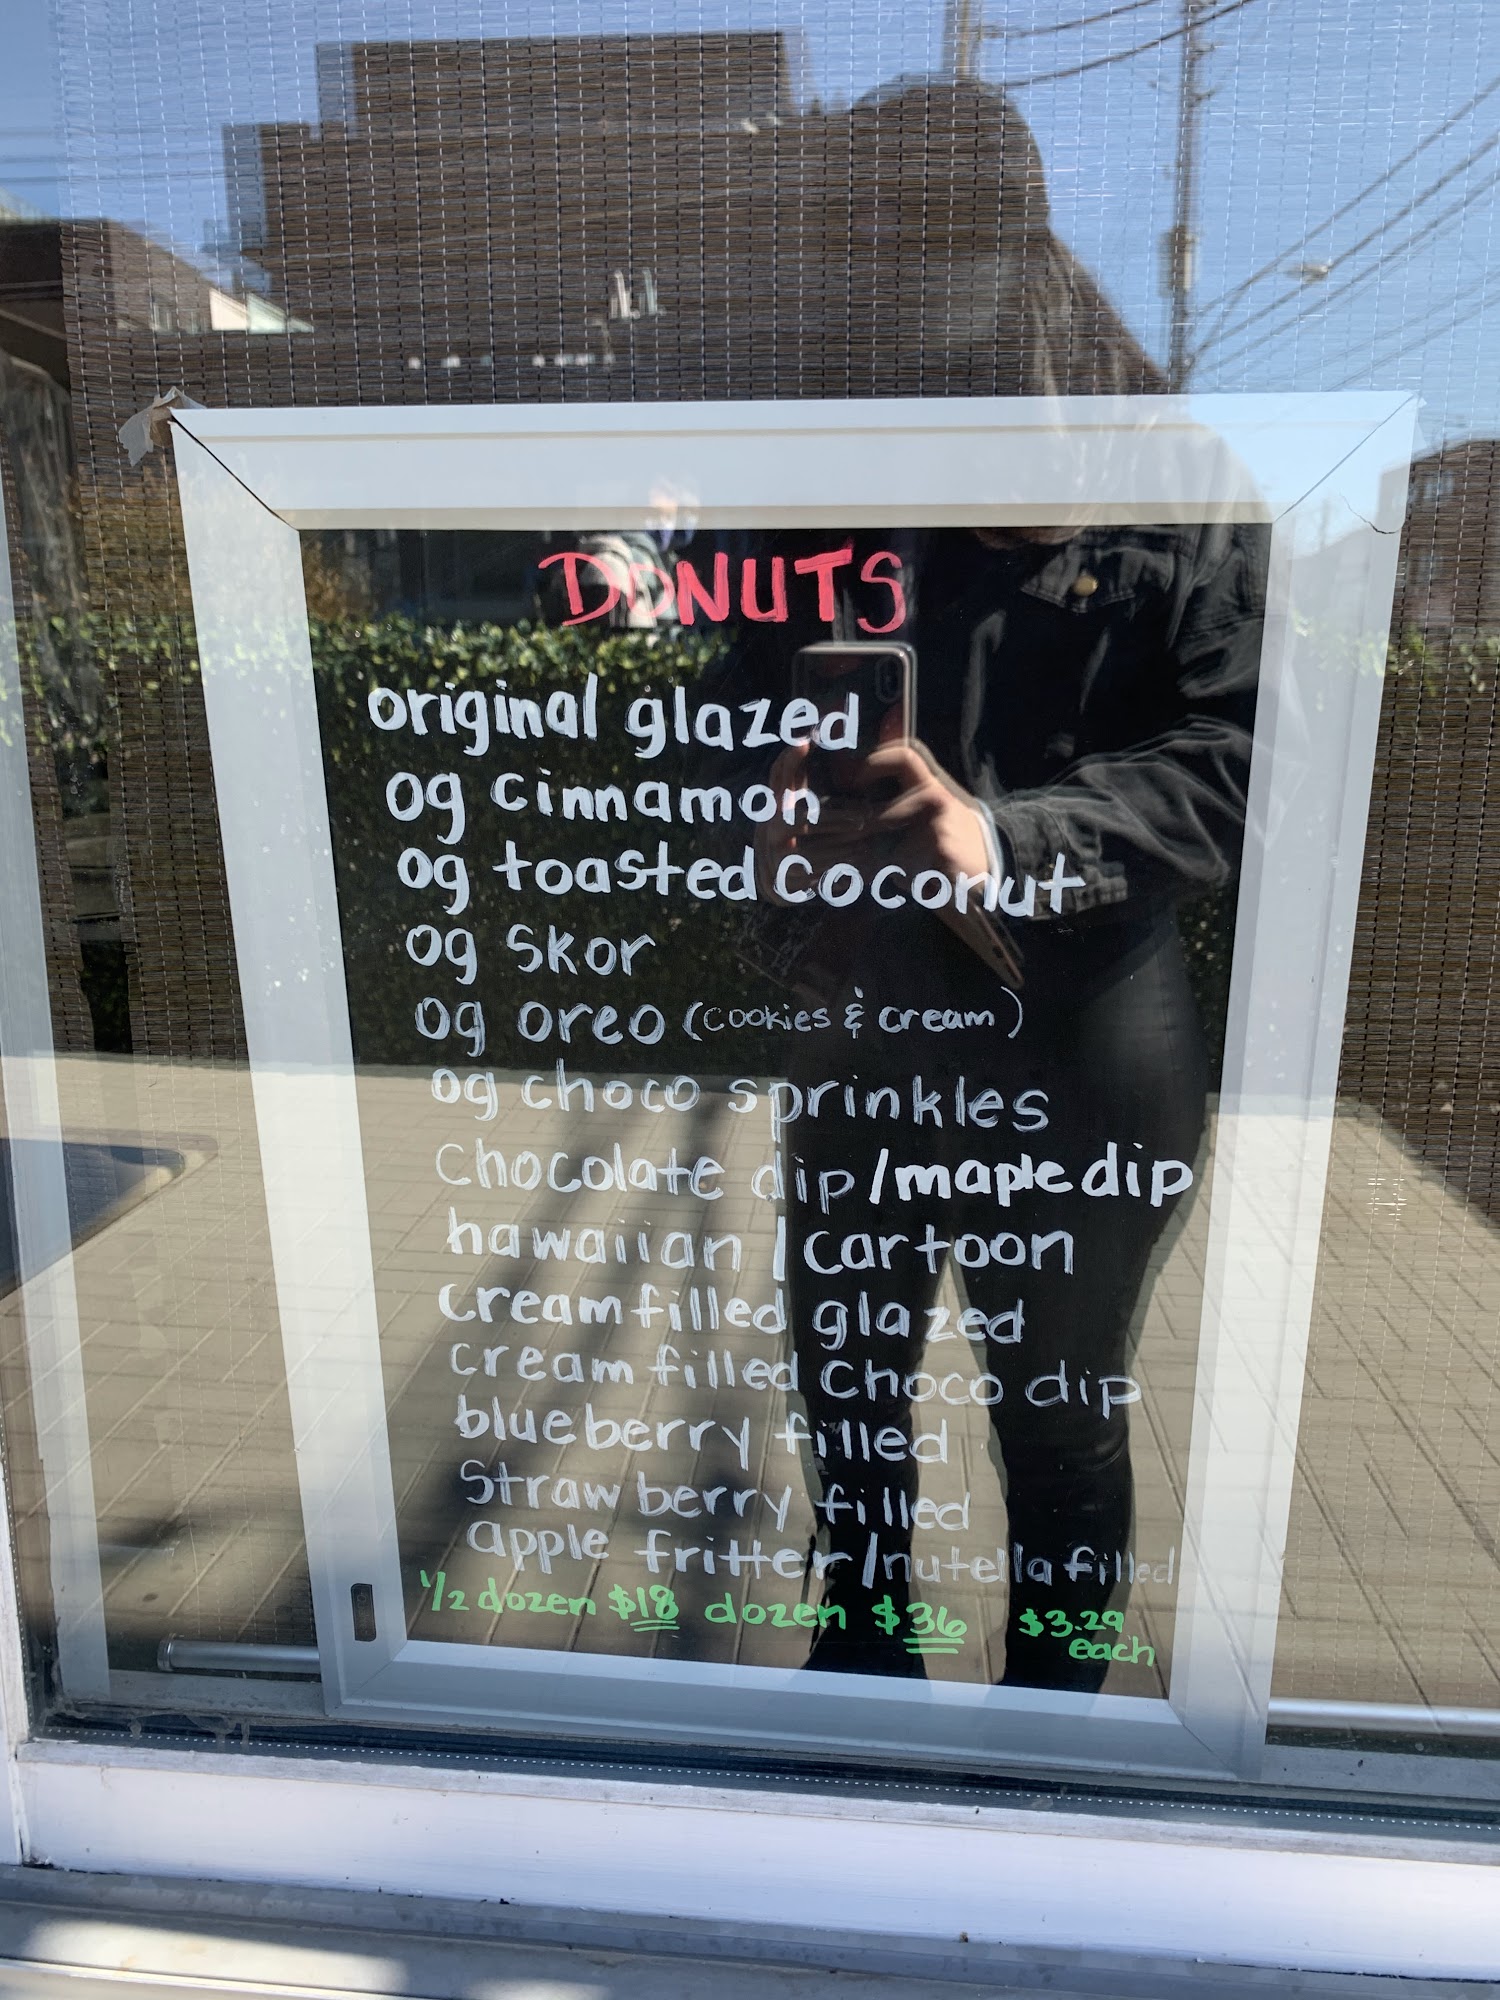 DONUTS
original glazed
og cinnamon
og toasted coconut
og skor
og oreo (cookies & cream)
og choco sprinkles
chocolate dip/maple dip
hawaiian / cartoon
cream filled glazed
cream filled choco dip
blueberry filled
strawberry filled
apple fritter/nutella filled
1/2 dozen $18 dozen $36 $3.29
each